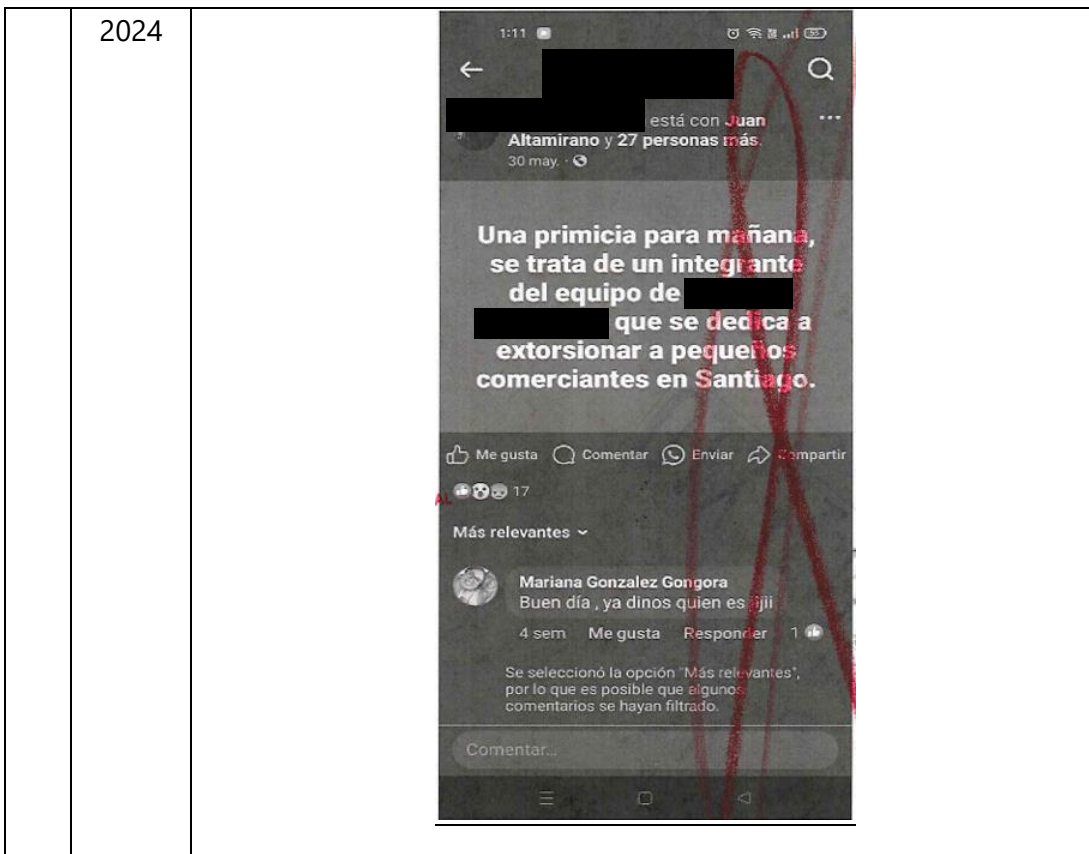 2024
1:11
está con Juan
Altamirano y 27 personas más.
30 may.
Una primicia para mañana,
se trata de un integrante
del equipo de
que se dedica a
extorsionar a pequeños
comerciantes en Santiago.
Me gusta Comentar Enviar Compartir
17
Más relevantes
Mariana Gonzalez Gongora
Buen día , ya dinos quien es jijii
4 sem Me gusta Responder 1
Se seleccionó la opción "Más relevantes",
por lo que es posible que algunos
comentarios se hayan filtrado.
Comentar...